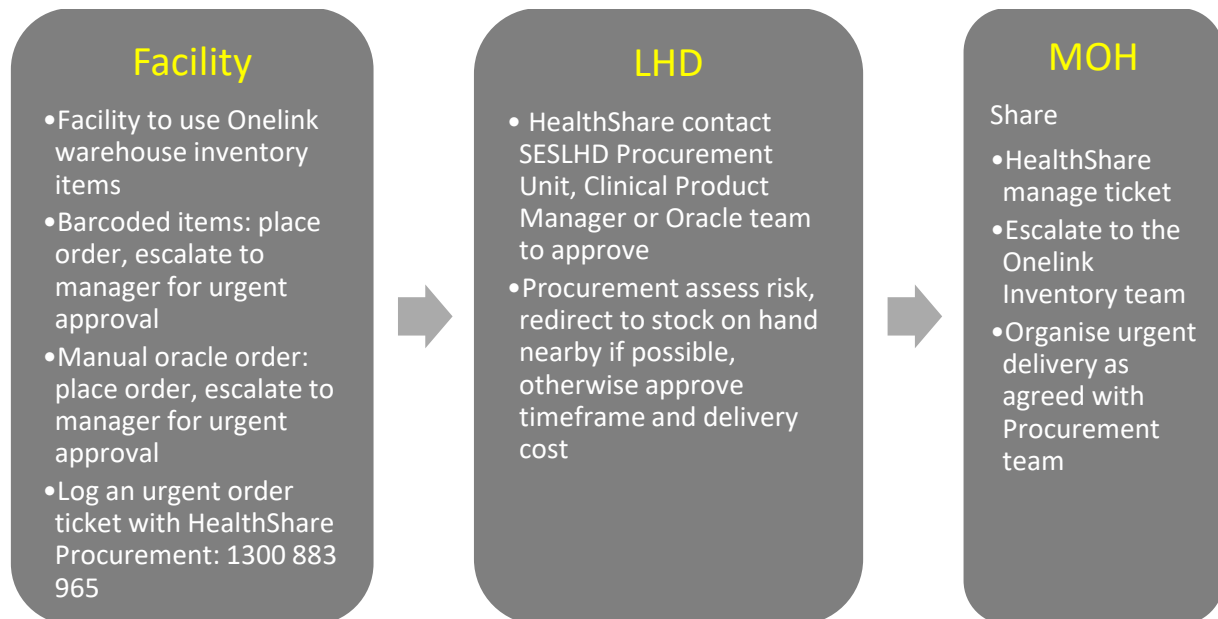 Facility
•Facility to use Onelink
warehouse inventory
items
•Barcoded items: place
order, escalate to
manager for urgent
approval
•Manual oracle order:
place order, escalate to
manager for urgent
approval
•Log an urgent order
ticket with HealthShare
Procurement: 1300 883
965
LHD
• HealthShare contact
SESLHD Procurement
Unit, Clinical Product
Manager or Oracle team
to approve
•Procurement assess risk,
redirect to stock on hand
nearby if possible,
otherwise approve
timeframe and delivery
cost
MOH
Share
•HealthShare
manage ticket
•Escalate to the
Onelink
Inventory team
•Organise urgent
delivery as
agreed with
Procurement
team